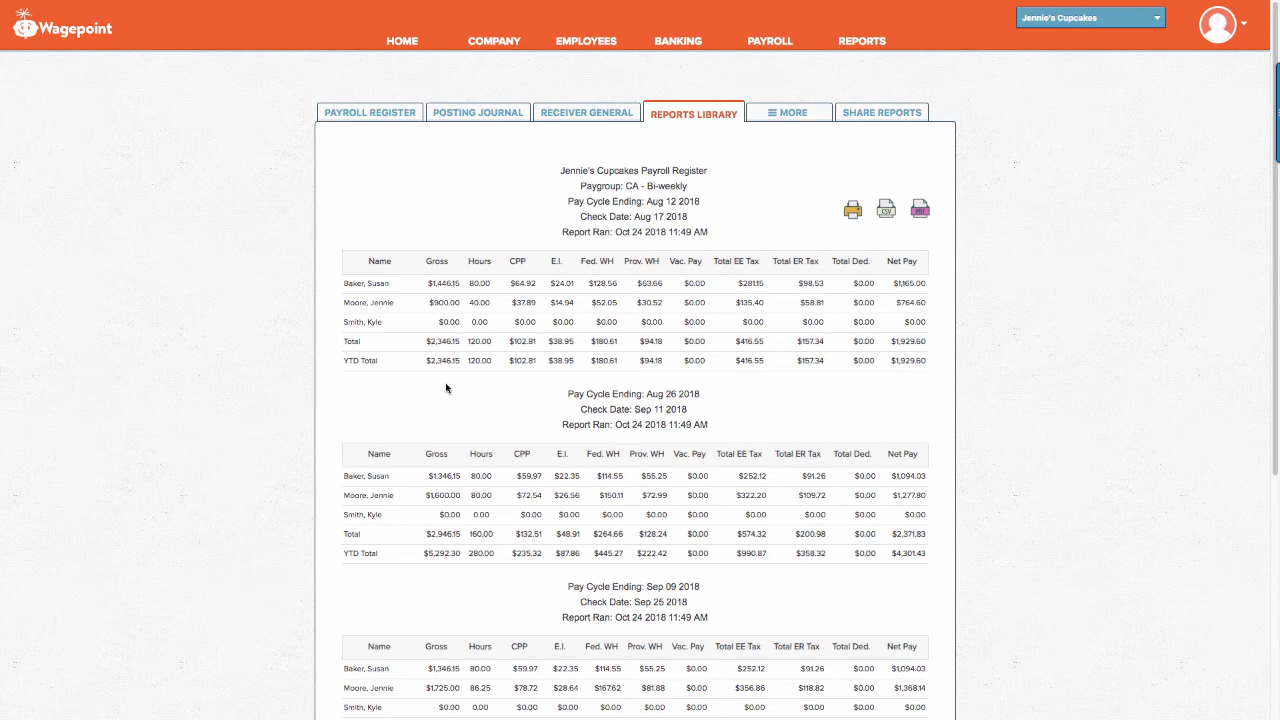 Wagepoint
Jennie's Cupcakes
HOME COMPANY EMPLOYEES BANKING PAYROLL REPORTS
PAYROLL REGISTER POSTING JOURNAL RECEIVER GENERAL REPORTS LIBRARY MORE SHARE REPORTS
Jennie's Cupcakes Payroll Register
Paygroup: CA - Bi-weekly
Pay Cycle Ending: Aug 12 2018
Check Date: Aug 17 2018
CSV PDF
Report Ran: Oct 24 2018 11:49 AM
Name Gross Hours CPP E.I. Fed. WH Prov. WH Vac. Pay Total EE Tax Total ER Tax Total Ded. Net Pay
Baker, Susan $1,446.15 80.00 $64.92 $24.01 $128.56 $63.66 $0.00 $281.15 $98.53 $0.00 $1,165.00
Moore, Jennie $900.00 40.00 $37.89 $14.94 $52.05 $30.52 $0.00 $135.40 $58.81 $0.00 $764.60
Smith, Kyle $0.00 0.00 $0.00 $0.00 $0.00 $0.00 $0.00 $0.00 $0.00 $0.00 $0.00
Total $2,346.15 120.00 $102.81 $38.95 $180.61 $94.18 $0.00 $416.55 $157.34 $0.00 $1,929.60
YTD Total $2,346.15 120.00 $102.81 $38.95 $180.61 $94.18 $0.00 $416.55 $157.34 $0.00 $1,929.60
Pay Cycle Ending: Aug 26 2018
Check Date: Sep 11 2018
Report Ran: Oct 24 2018 11:49 AM
Name Gross Hours CPP E.I. Fed. WH Prov. WH Vac. Pay Total EE Tax Total ER Tax Total Ded. Net Pay
Baker, Susan $1,346.15 80.00 $59.97 $22.35 $114.55 $55.25 $0.00 $252.12 $91.26 $0.00 $1,094.03
Moore, Jennie $1,600.00 80.00 $72.54 $26.56 $150.11 $72.99 $0.00 $322.20 $109.72 $0.00 $1,277.80
Smith, Kyle $0.00 0.00 $0.00 $0.00 $0.00 $0.00 $0.00 $0.00 $0.00 $0.00 $0.00
Total $2,946.15 160.00 $132.51 $48.91 $264.66 $128.24 $0.00 $574.32 $200.98 $0.00 $2,371.83
YTD Total $5,292.30 280.00 $235.32 $87.86 $445.27 $222.42 $0.00 $990.87 $358.32 $0.00 $4,301.43
Pay Cycle Ending: Sep 09 2018
Check Date: Sep 25 2018
Report Ran: Oct 24 2018 11:49 AM
Name Gross Hours CPP E.I. Fed. WH Prov. WH Vac. Pay Total EE Tax Total ER Tax Total Ded. Net Pay
Baker, Susan $1,346.15 80.00 $59.97 $22.35 $114.55 $55.25 $0.00 $252.12 $91.26 $0.00 $1,094.03
Moore, Jennie $1,725.00 86.25 $78.72 $28.64 $167.62 $81.88 $0.00 $356.86 $118.82 $0.00 $1,368.14
Smith, Kyle $0.00 0.00 $0.00 $0.00 $0.00 $0.00 $0.00 $0.00 $0.00 $0.00 $0.00